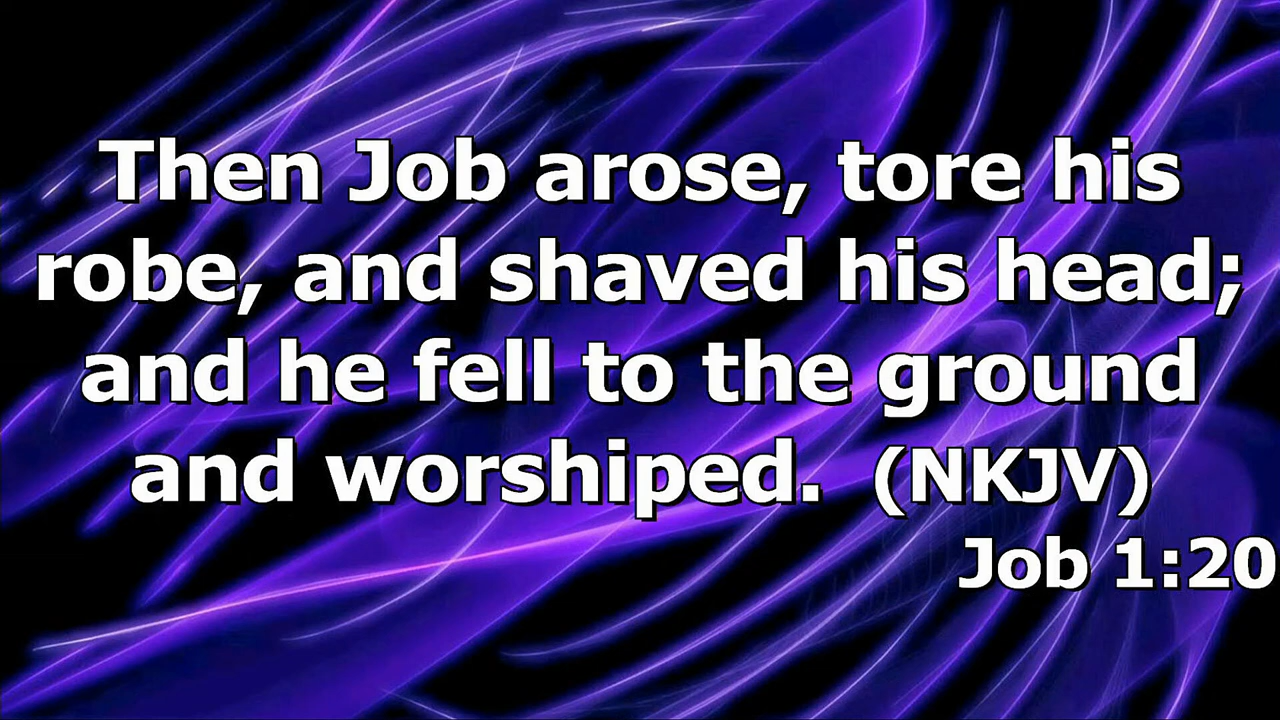 Then Job arose, tore his
robe, and shaved his head;
and he fell to the ground
and worshiped. (NKJV)
Job 1:20